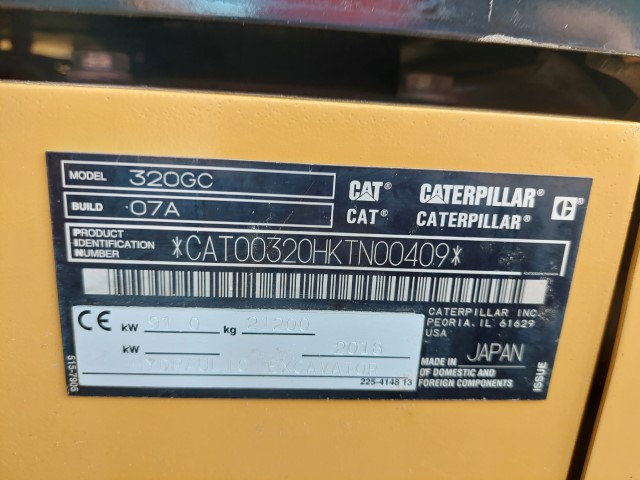 MODEL 320GC
CAT® CATERPILLAR®
BUILD 07A
CAT® CATERPILLAR®
PRODUCT IDENTIFICATION NUMBER *CAT00320HKTN00409*
CATERPILLAR INC.
PEORIA, IL 61629
USA
CE kW kg
kW 2018
225-4148 13
MADE IN JAPAN
OF DOMESTIC AND
FOREIGN COMPONENTS
ISSUE
515-7905